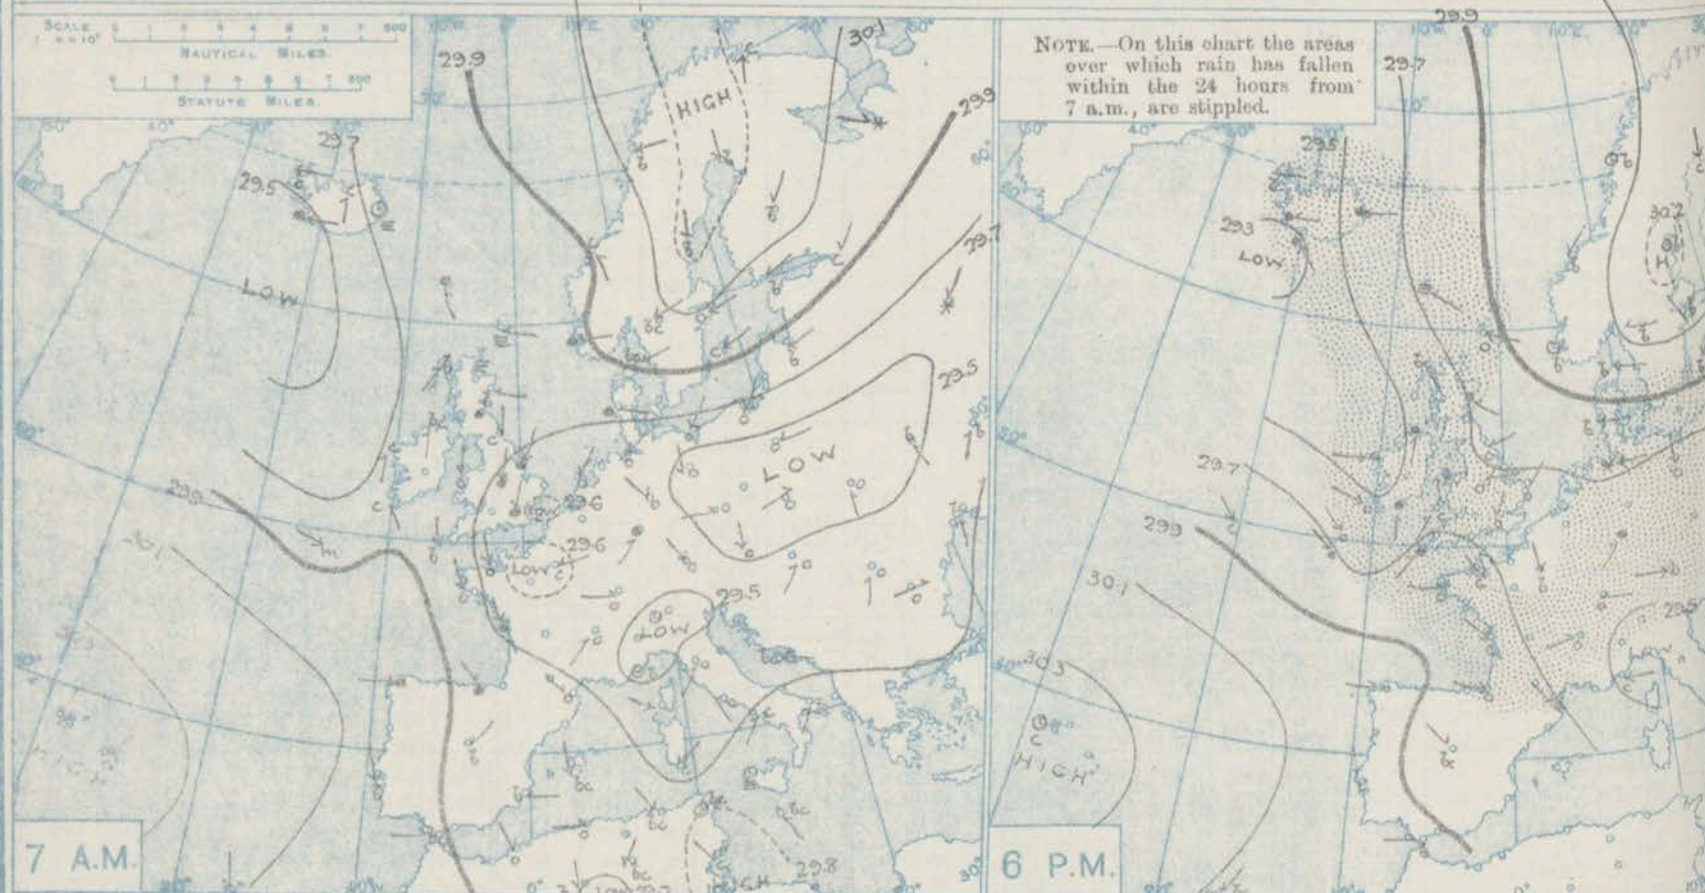 SCALE
NAUTICAL MILES.
STATUTE MILES.
29.9
30.1
29.9
HIGH
29.7
29.5
LOW
29.7
29.5
LOW
29.6
29.6
LOW
29.9
30.1
29.5
LOW
29.8
HIGH
7 A.M.
NOTE.—On this chart the areas
over which rain has fallen
within the 24 hours from
7 a.m., are stippled.
29.9
29.7
29.5
29.3
LOW
30.2
H
29.7
29.9
30.1
30.3
HIGH
29.5
LOW
6 P.M.